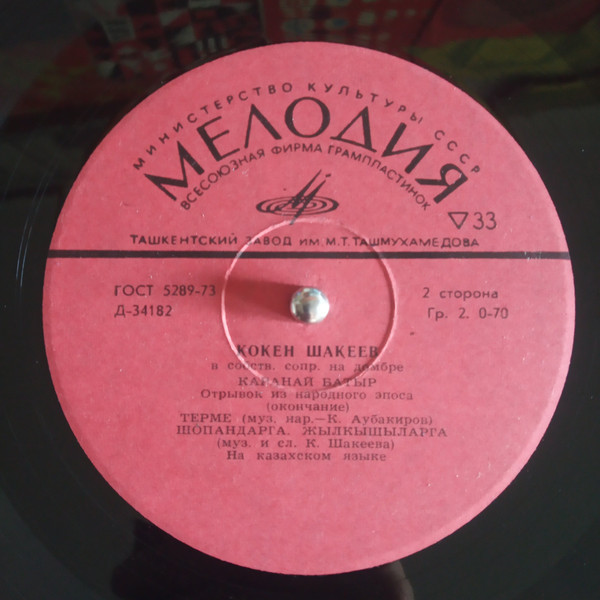 МИНИСТЕРСТВО КУЛЬТУРЫ СССР
МЕЛОДИЯ
ВСЕСОЮЗНАЯ ФИРМА ГРАМПЛАСТИНОК
▽33
ТАШКЕНТСКИЙ ЗАВОД ИМ. М.Т.ТАШМУХАМЕДОВА
ГОСТ 5289-73
Д-34182
2 сторона
Гр. 2. 0-70
КОКЕН ШАКЕЕВ
в собств. сопр. на домбре
КАРАНАЙ БАТЫР
Отрывок из народного эпоса
(окончание)
ТЕРМЕ (муз. нар.—К. Аубакиров)
ШОПАНДАРГА, ЖЫЛКЫШЫЛАРГА
(муз. и сл. К. Шакеева)
На казахском языке